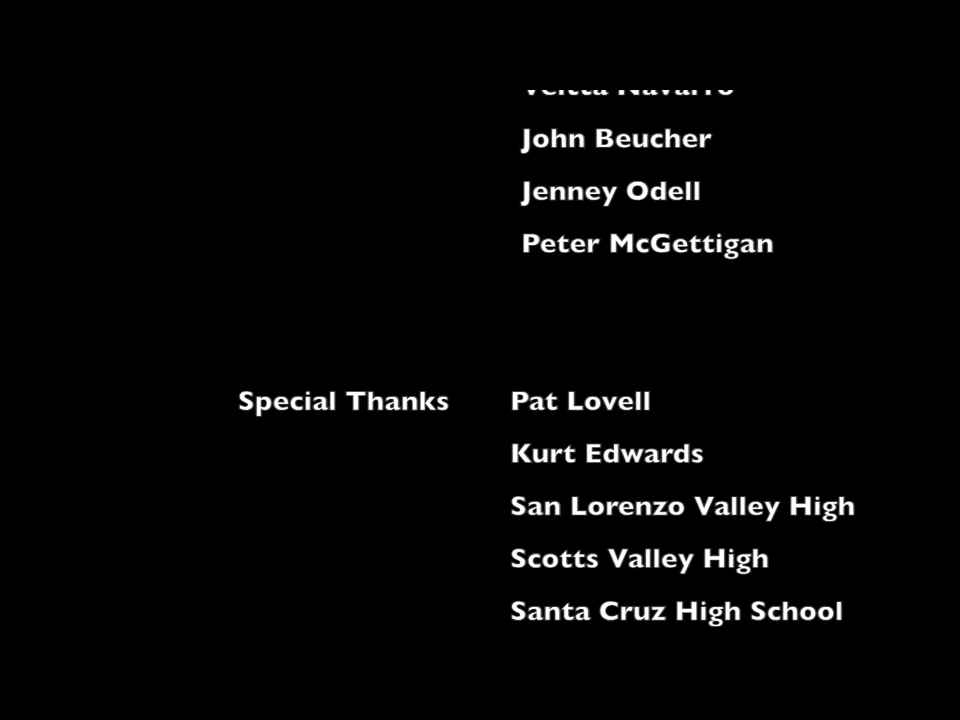 Navarro
John Beucher
Jenney Odell
Peter McGettigan
Special Thanks Pat Lovell
Kurt Edwards
San Lorenzo Valley High
Scotts Valley High
Santa Cruz High School